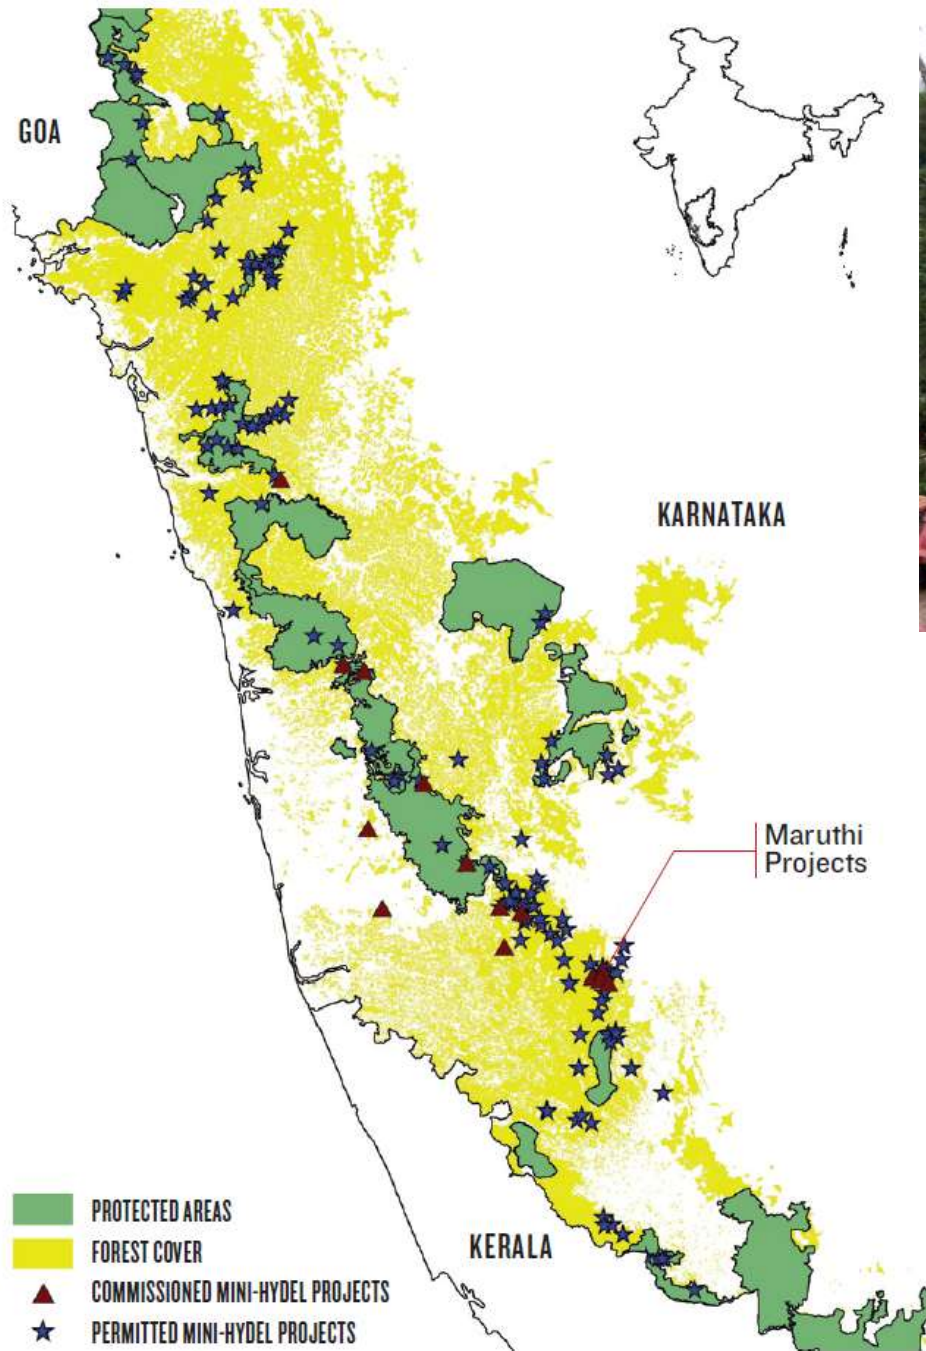 GOA
KARNATAKA
Maruthi
Projects
KERALA
PROTECTED AREAS
FOREST COVER
COMMISSIONED MINI-HYDEL PROJECTS
PERMITTED MINI-HYDEL PROJECTS